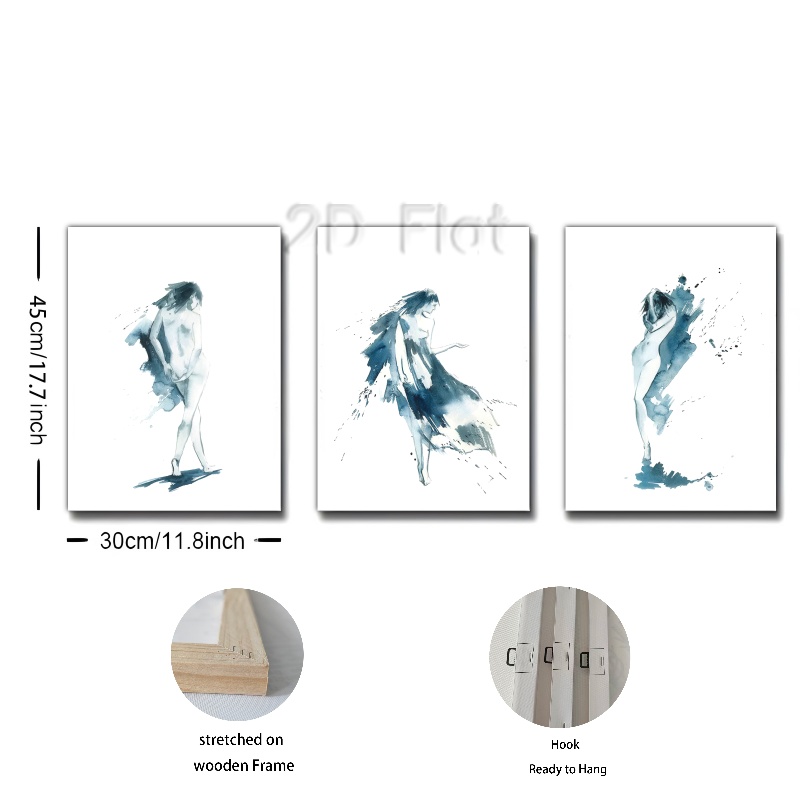 2D Flat
45cm/17.7inch
30cm/11.8inch
stretched on
wooden Frame
Hook
Ready to Hang